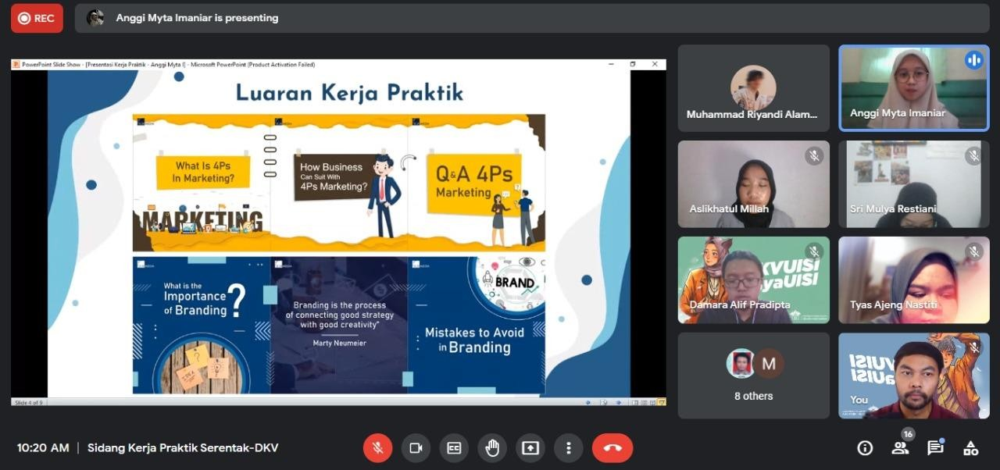 REC
Anggi Myta Imaniar is presenting
PowerPoint Slide Show - [Presentasi Kerja Praktik - Anggi Myta I] - Microsoft PowerPoint (Product Activation Failed)
Luaran Kerja Praktik
What Is 4Ps
In Marketing?
MARKETING
How Business
Can Suit With
4Ps Marketing?
Q&A 4Ps
Marketing
What is the
Importance
of Branding
?
Branding is the process
of connecting good strategy
with good creativity"
Marty Neumeier
BRAND
Mistakes to Avoid
in Branding
Slide 4 of 9
Muhammad Riyandi Alam...
Anggi Myta Imaniar
Aslikhatul Millah
Sri Mulya Restiani
Damara Alif Pradipta
Tyas Ajeng Nastiti
M
8 others
You
10:20 AM | Sidang Kerja Praktik Serentak-DKV
16